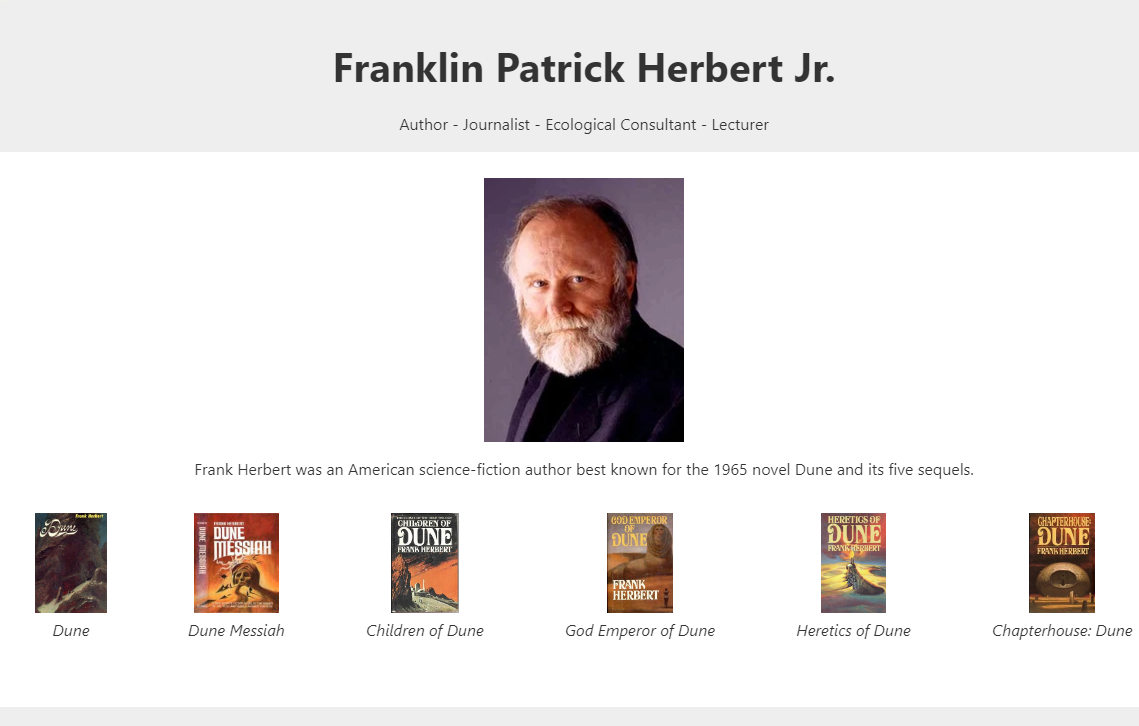 Franklin Patrick Herbert Jr.
Author - Journalist - Ecological Consultant - Lecturer
Frank Herbert was an American science-fiction author best known for the 1965 novel Dune and its five sequels.
Frank Herbert
Dune
DUNE MESSIAH
FRANK HERBERT
DUNE
MESSIAH
CHILDREN OF
DUNE
FRANK HERBERT
GOD EMPEROR
OF
DUNE
FRANK
HERBERT
HERETICS OF
DUNE
FRANK HERBERT
CHAPTERHOUSE:
DUNE
FRANK HERBERT
Dune
Dune Messiah
Children of Dune
God Emperor of Dune
Heretics of Dune
Chapterhouse: Dune